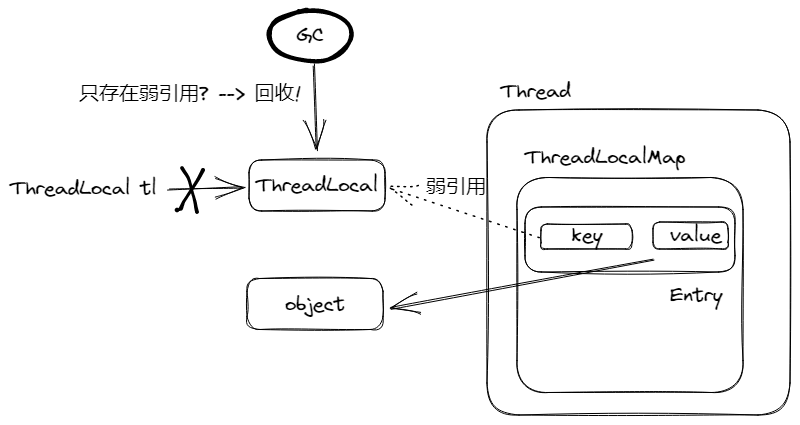 GC
只存在弱引用? --> 回收!
Thread
ThreadLocalMap
ThreadLocal tl
ThreadLocal
弱引用
key
value
Entry
object